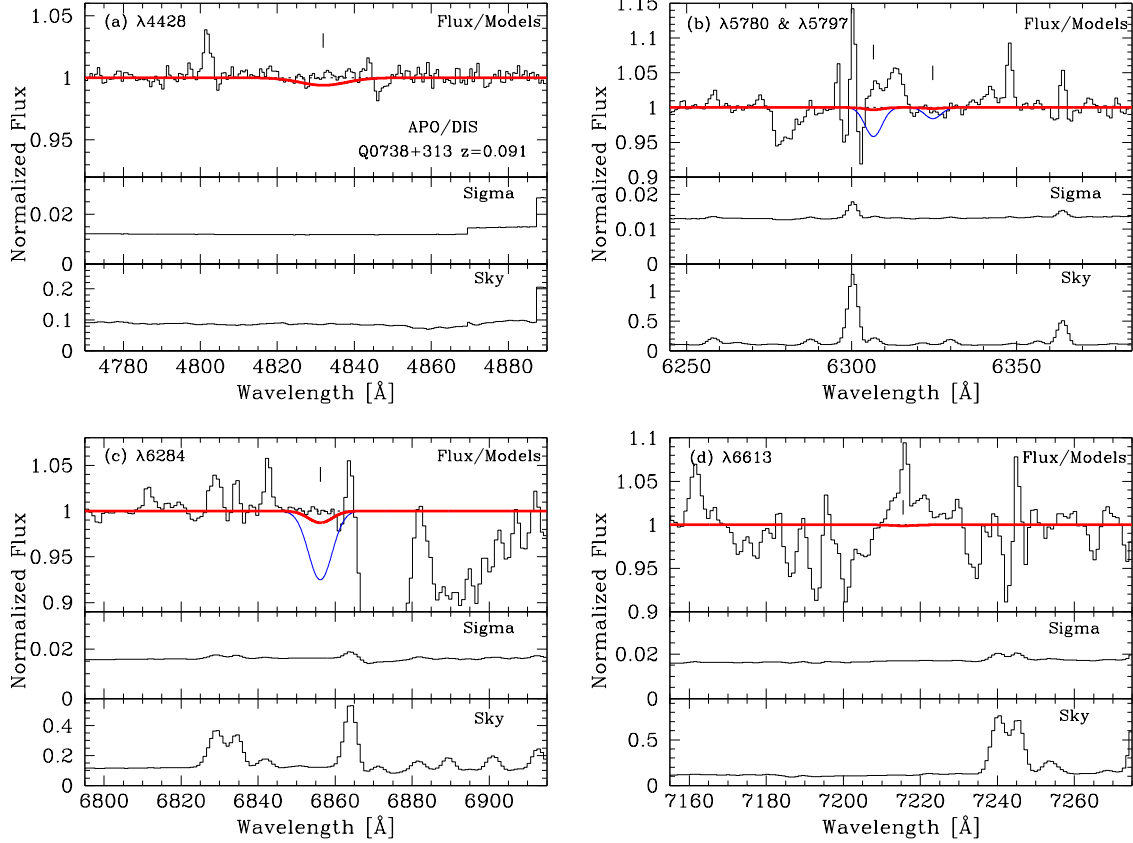 (a) λ4428 Flux/Models
1.05
1
0.95
APO/DIS
Q0738+313 z=0.091
Sigma
0.02
0
Sky
0.2
0.1
0
4780 4800 4820 4840 4860 4880
Wavelength [Å]
Normalized Flux
(b) λ5780 & λ5797 Flux/Models
1.15
1.1
1.05
1
0.95
0.9
Sigma
0.02
0.01
0
Sky
1
0.5
0
6250 6300 6350
Wavelength [Å]
Normalized Flux
(c) λ6284 Flux/Models
1.05
1
0.95
0.9
Sigma
0.02
0
Sky
0.4
0.2
0
6800 6820 6840 6860 6880 6900
Wavelength [Å]
Normalized Flux
(d) λ6613 Flux/Models
1.1
1.05
1
0.95
0.9
Sigma
0.02
0
Sky
0.5
0
7160 7180 7200 7220 7240 7260
Wavelength [Å]
Normalized Flux